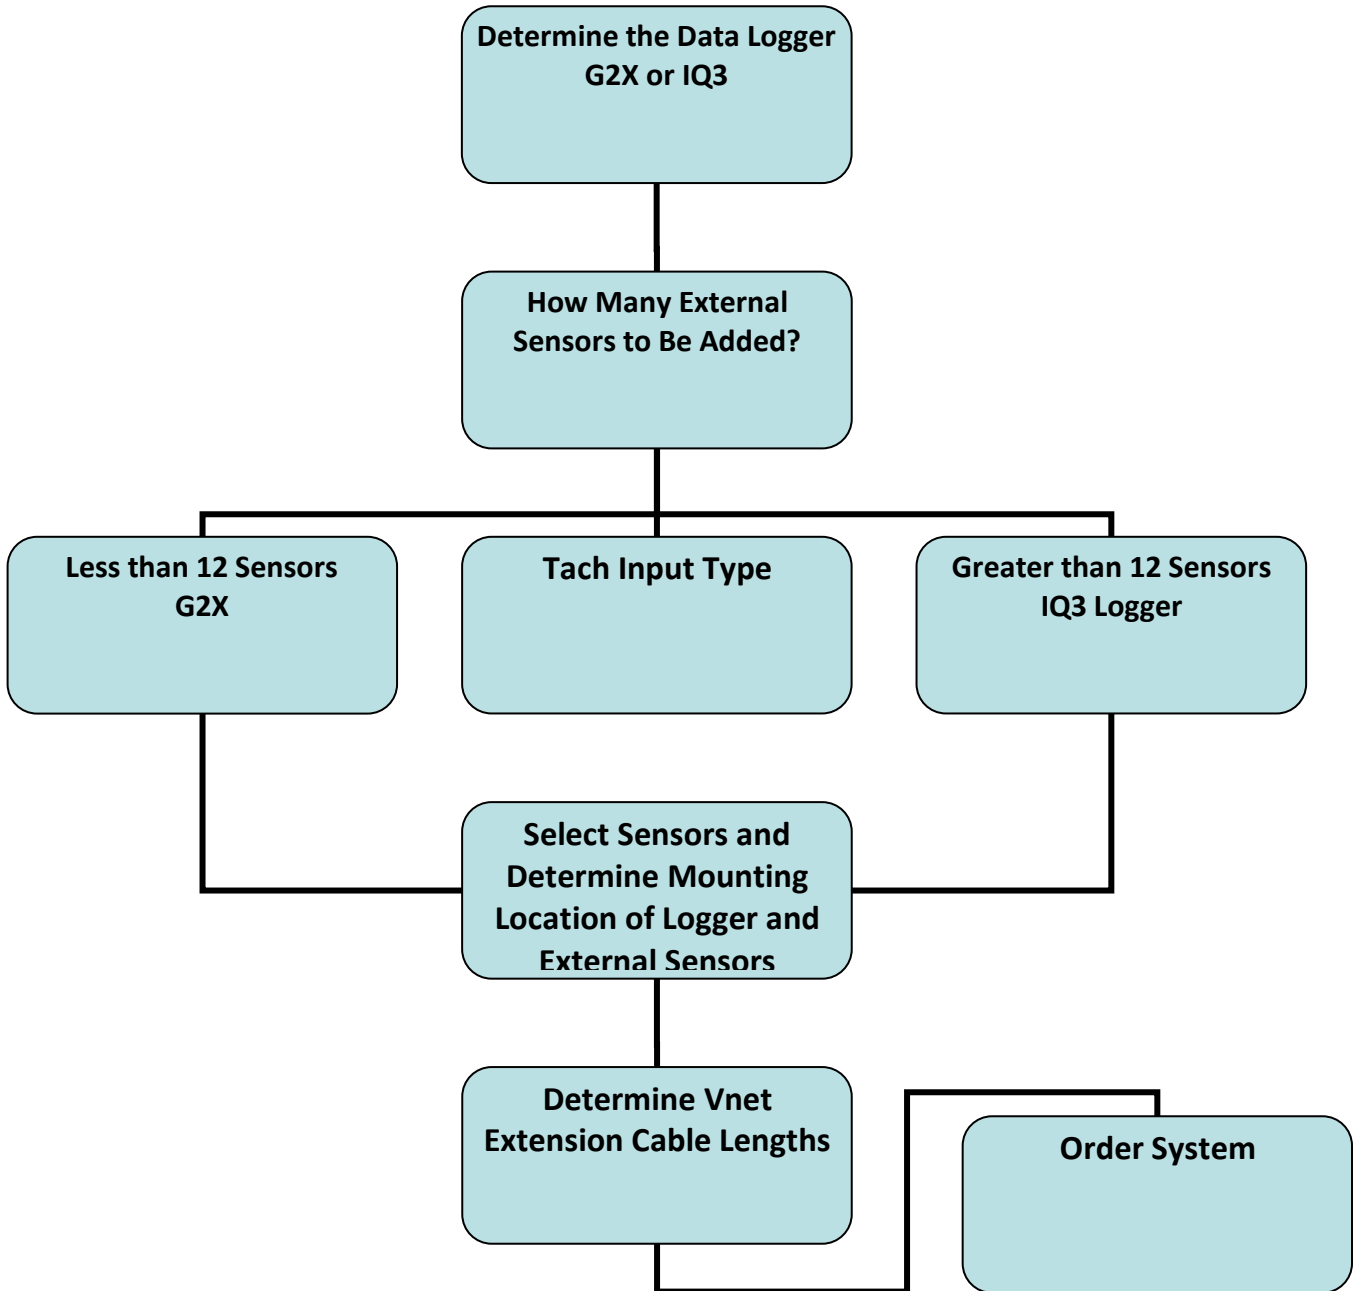 Determine the Data Logger
G2X or IQ3
How Many External
Sensors to Be Added?
Less than 12 Sensors
G2X
Tach Input Type
Greater than 12 Sensors
IQ3 Logger
Select Sensors and
Determine Mounting
Location of Logger and
External Sensors
Determine Vnet
Extension Cable Lengths
Order System